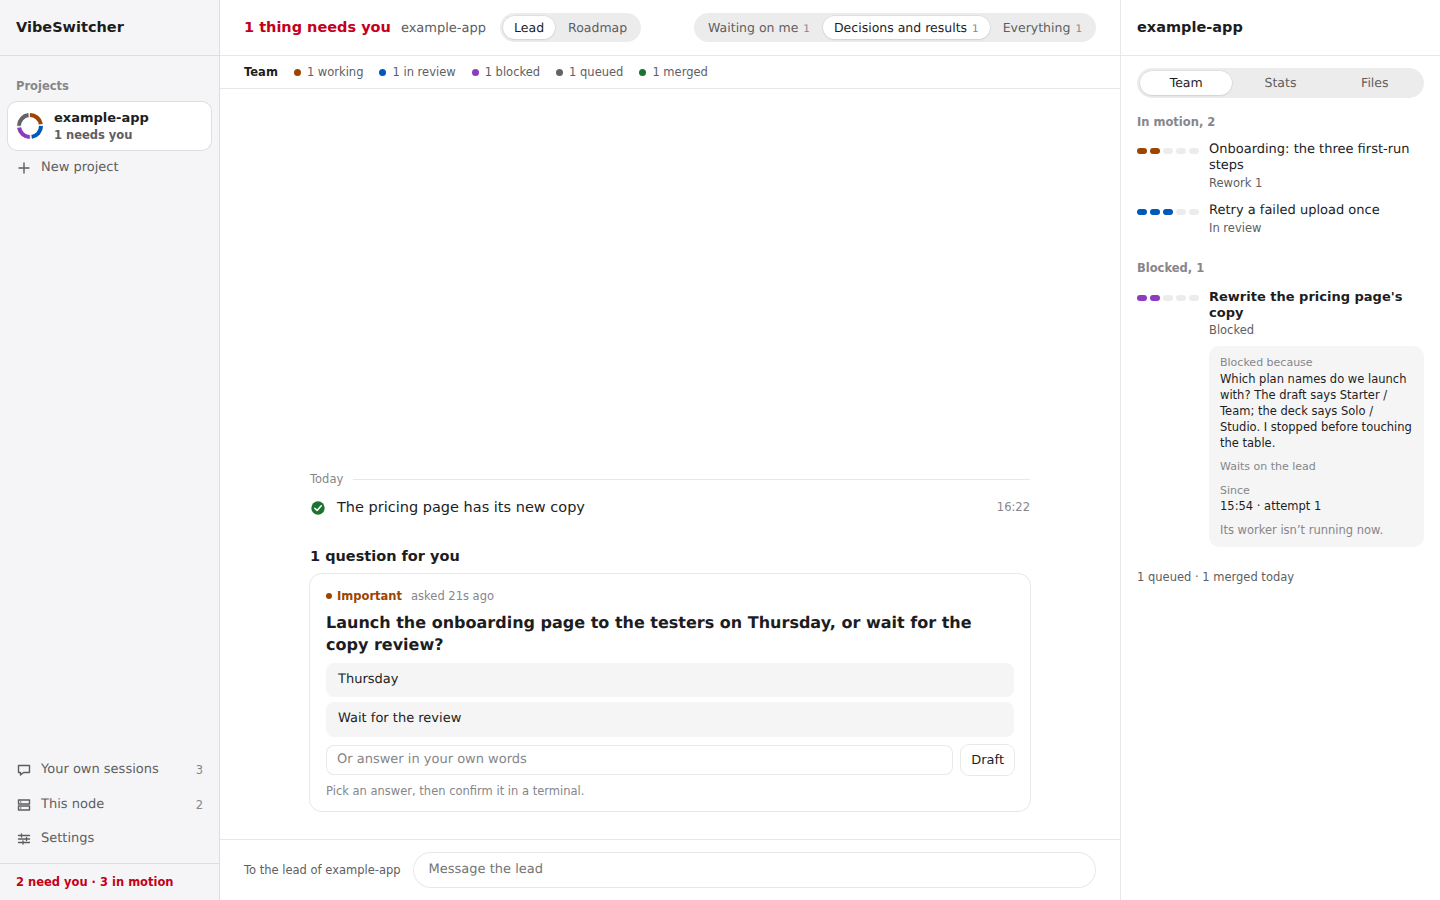 VibeSwitcher
Projects
example-app
1 needs you
New project
Your own sessions 3
This node 2
Settings
2 need you · 3 in motion
1 thing needs you example-app Lead Roadmap Waiting on me 1 Decisions and results 1 Everything 1
Team 1 working 1 in review 1 blocked 1 queued 1 merged
Today
The pricing page has its new copy 16:22
1 question for you
Important asked 21s ago
Launch the onboarding page to the testers on Thursday, or wait for the
copy review?
Thursday
Wait for the review
Or answer in your own words Draft
Pick an answer, then confirm it in a terminal.
To the lead of example-app Message the lead
example-app
Team Stats Files
In motion, 2
Onboarding: the three first-run
steps
Rework 1
Retry a failed upload once
In review
Blocked, 1
Rewrite the pricing page's
copy
Blocked
Blocked because
Which plan names do we launch
with? The draft says Starter /
Team; the deck says Solo /
Studio. I stopped before touching
the table.
Waits on the lead
Since
15:54 · attempt 1
Its worker isn’t running now.
1 queued · 1 merged today